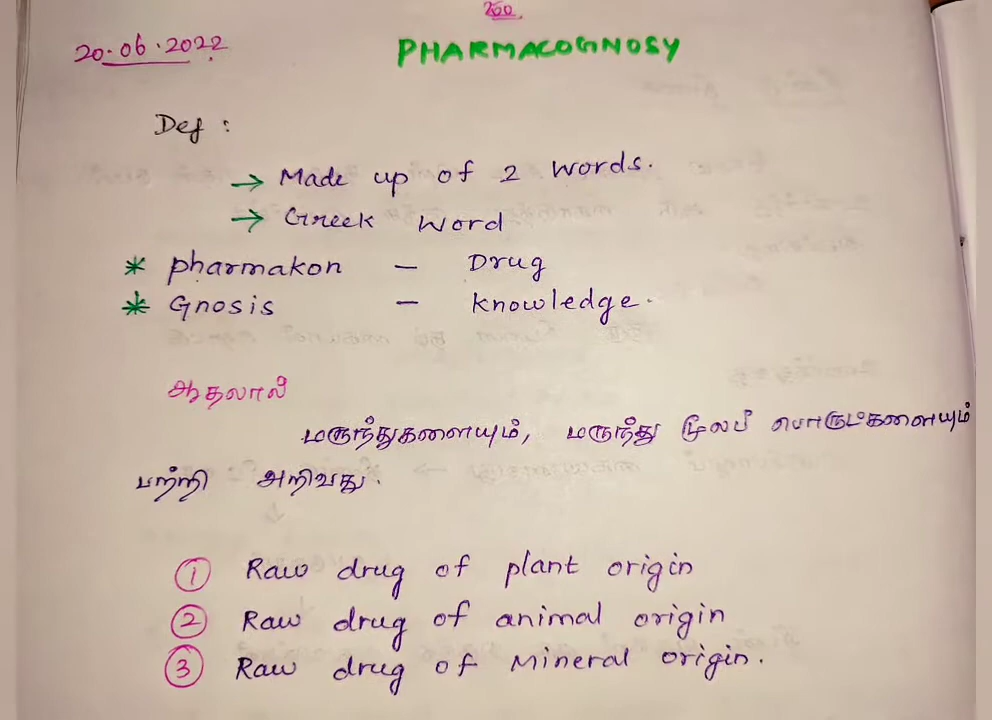 200
20.06.2022
PHARMACOGNOSY
Def :
→ Made up of 2 words.
→ Greek word
* pharmakon - Drug
* Gnosis - knowledge.
ஆதலால்
மருந்துகளையும், மருந்து மூலப் பொருட்களையும்
பற்றி அறிவது.
① Raw drug of plant origin
② Raw drug of animal origin
③ Raw drug of Mineral origin.